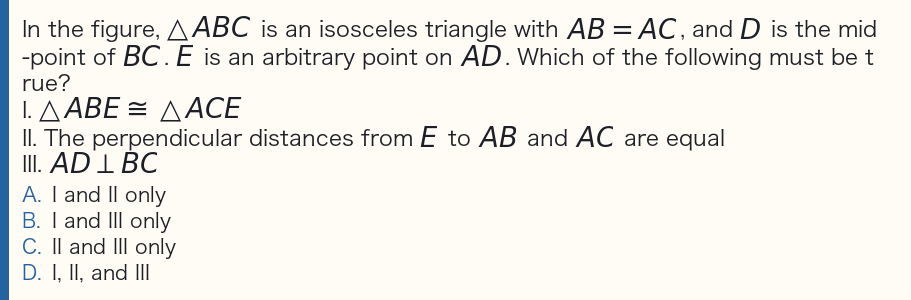 In the figure, △ABC is an isosceles triangle with AB = AC, and D is the mid
-point of BC. E is an arbitrary point on AD. Which of the following must be t
rue?
I. △ABE ≅ △ACE
II. The perpendicular distances from E to AB and AC are equal
III. AD ⊥ BC
A. I and II only
B. I and III only
C. II and III only
D. I, II, and III